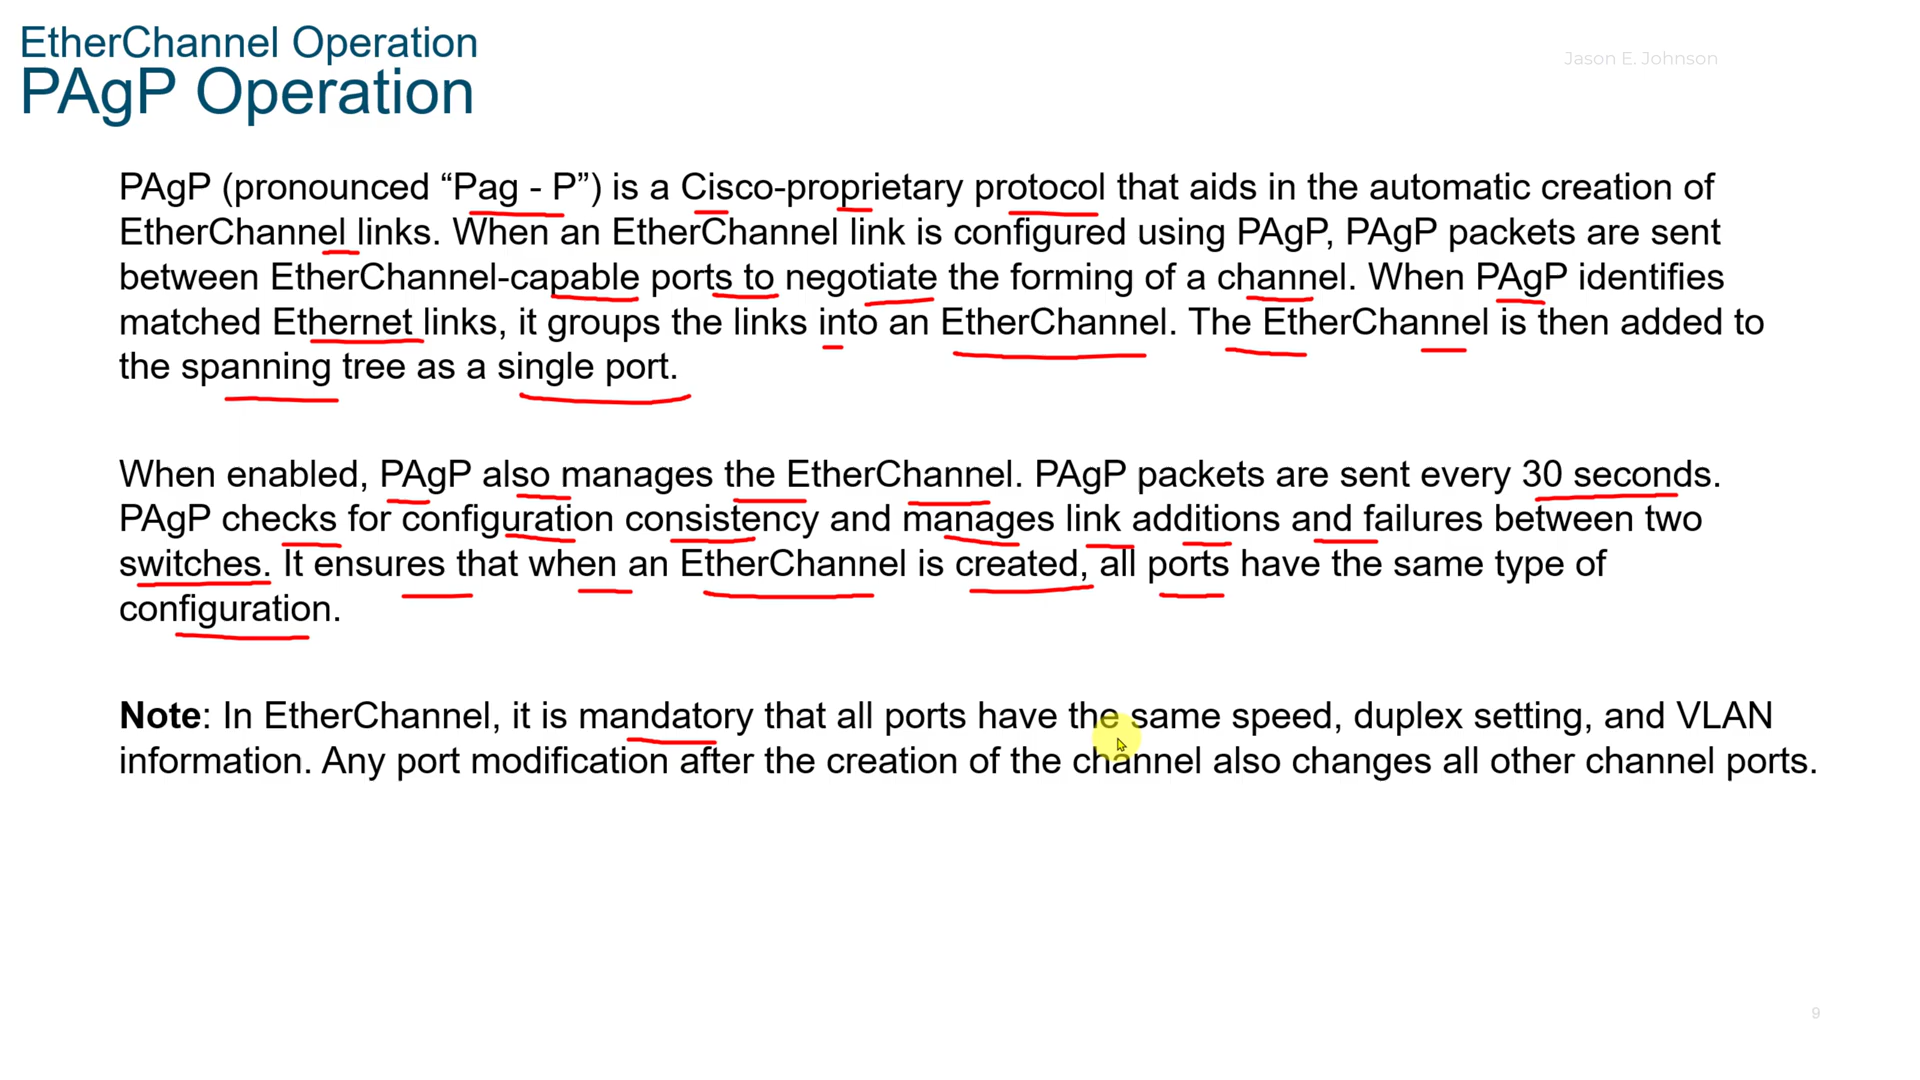 EtherChannel Operation
Jason E. Johnson
PAgP Operation
PAgP (pronounced “Pag - P”) is a Cisco-proprietary protocol that aids in the automatic creation of
EtherChannel links. When an EtherChannel link is configured using PAgP, PAgP packets are sent
between EtherChannel-capable ports to negotiate the forming of a channel. When PAgP identifies
matched Ethernet links, it groups the links into an EtherChannel. The EtherChannel is then added to
the spanning tree as a single port.
When enabled, PAgP also manages the EtherChannel. PAgP packets are sent every 30 seconds.
PAgP checks for configuration consistency and manages link additions and failures between two
switches. It ensures that when an EtherChannel is created, all ports have the same type of
configuration.
Note: In EtherChannel, it is mandatory that all ports have the same speed, duplex setting, and VLAN
information. Any port modification after the creation of the channel also changes all other channel ports.
9